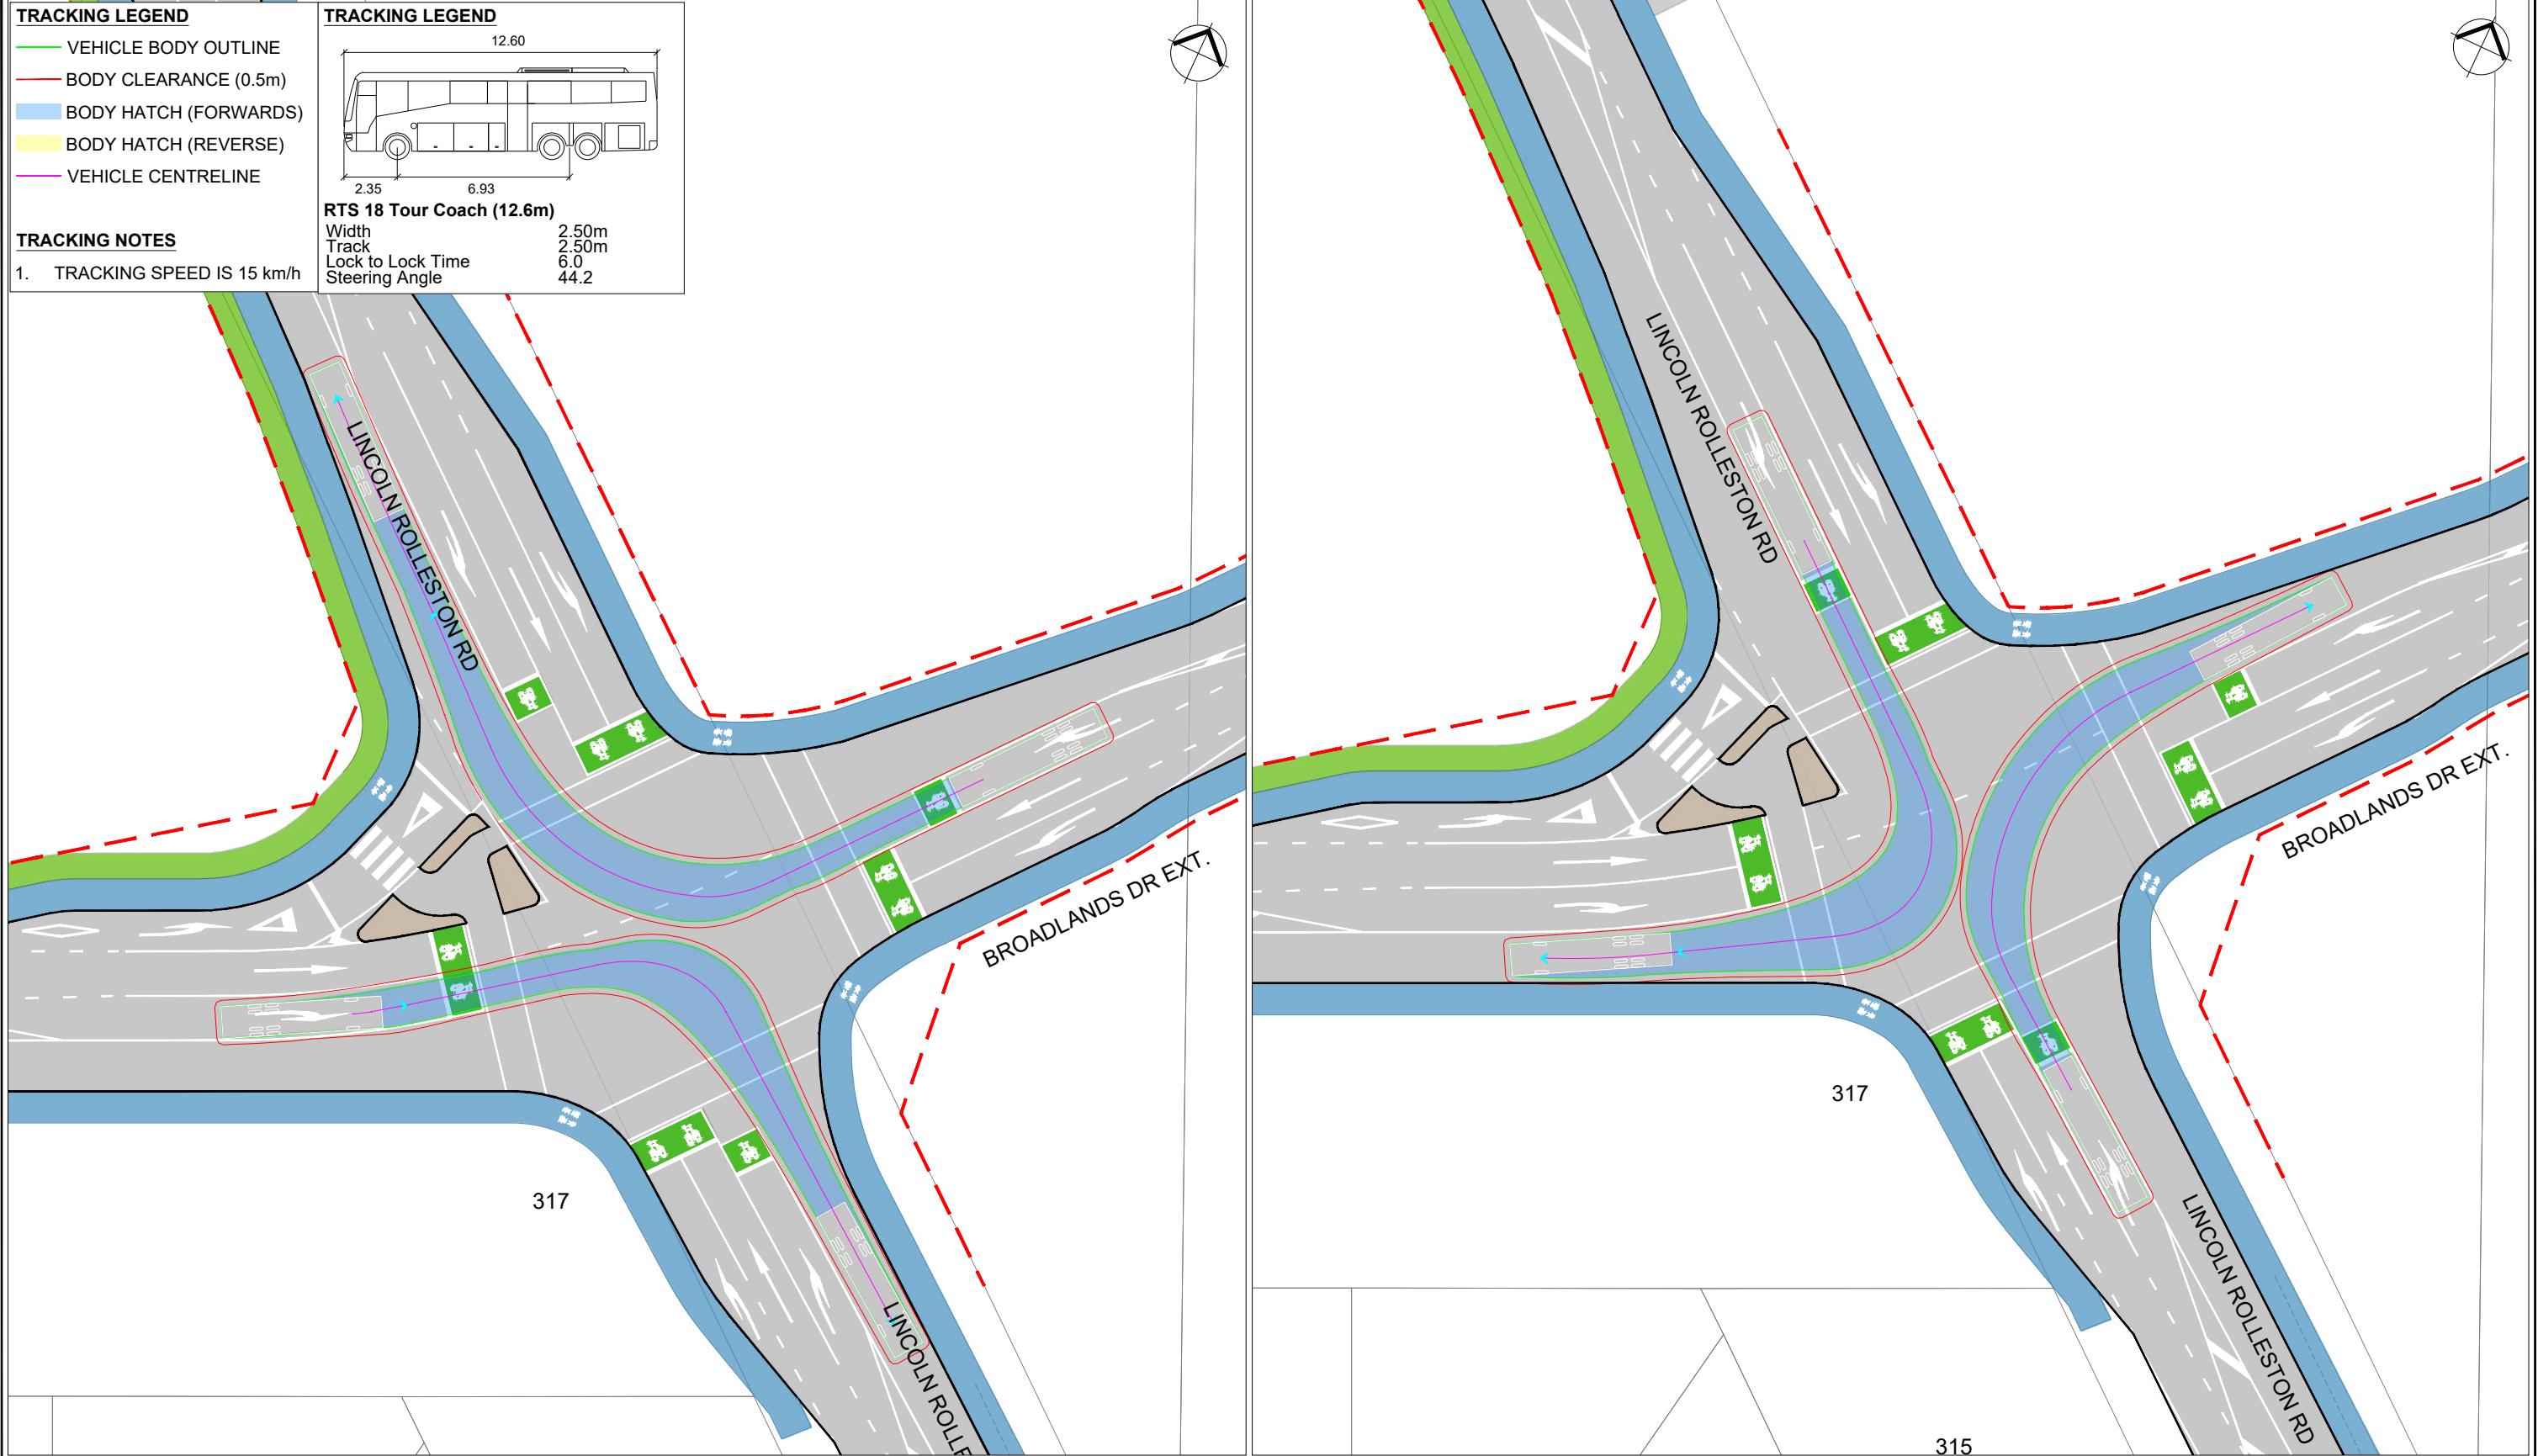 TRACKING LEGEND
VEHICLE BODY OUTLINE
BODY CLEARANCE (0.5m)
BODY HATCH (FORWARDS)
BODY HATCH (REVERSE)
VEHICLE CENTRELINE
TRACKING NOTES
1. TRACKING SPEED IS 15 km/h
TRACKING LEGEND
12.60
2.35 6.93
RTS 18 Tour Coach (12.6m)
Width 2.50m
Track 2.50m
Lock to Lock Time 6.0
Steering Angle 44.2
LINCOLN ROLLESTON RD
BROADLANDS DR EXT.
317
LINCOLN ROLLE
LINCOLN ROLLESTON RD
BROADLANDS DR EXT.
317
LINCOLN ROLLESTON RD
315